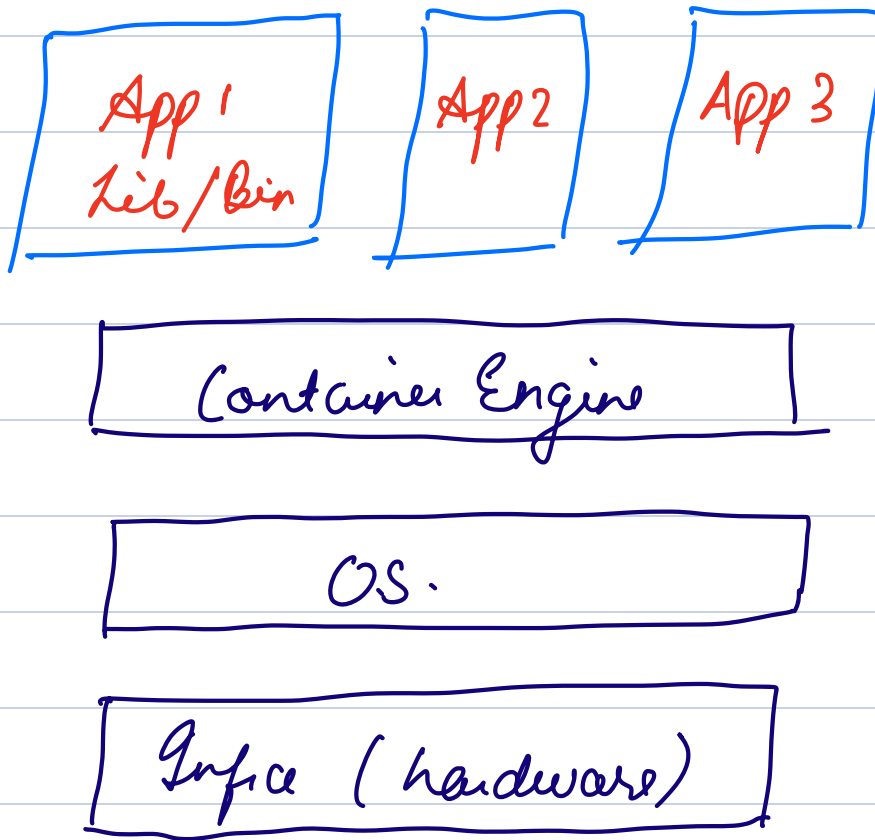 App 1
Lib/Bin
App 2
App 3
Container Engine
OS.
Infra (hardware)